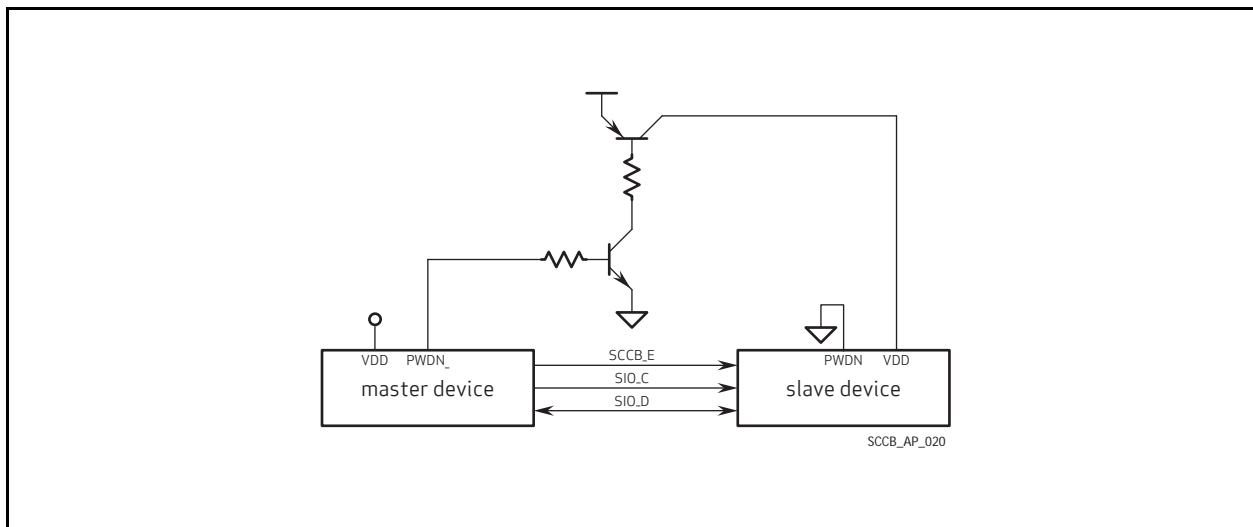 VDD PWDN_
master device
SCCB_E
SIO_C
SIO_D
PWDN VDD
slave device
SCCB_AP_020